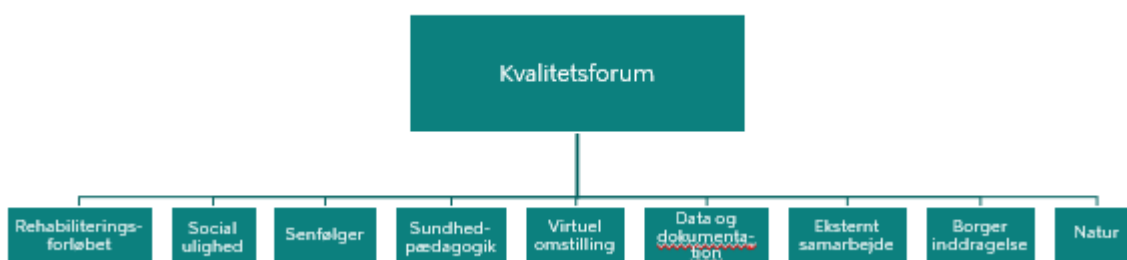 Kvalitetsforum
Rehabiliterings-
forløbet
Social
ulighed
Senfølger
Sundhed-
pædagogik
Virtuel
omstilling
Data og
dokumenta-
tion
Eksternt
samarbejde
Borger
inddragelse
Natur